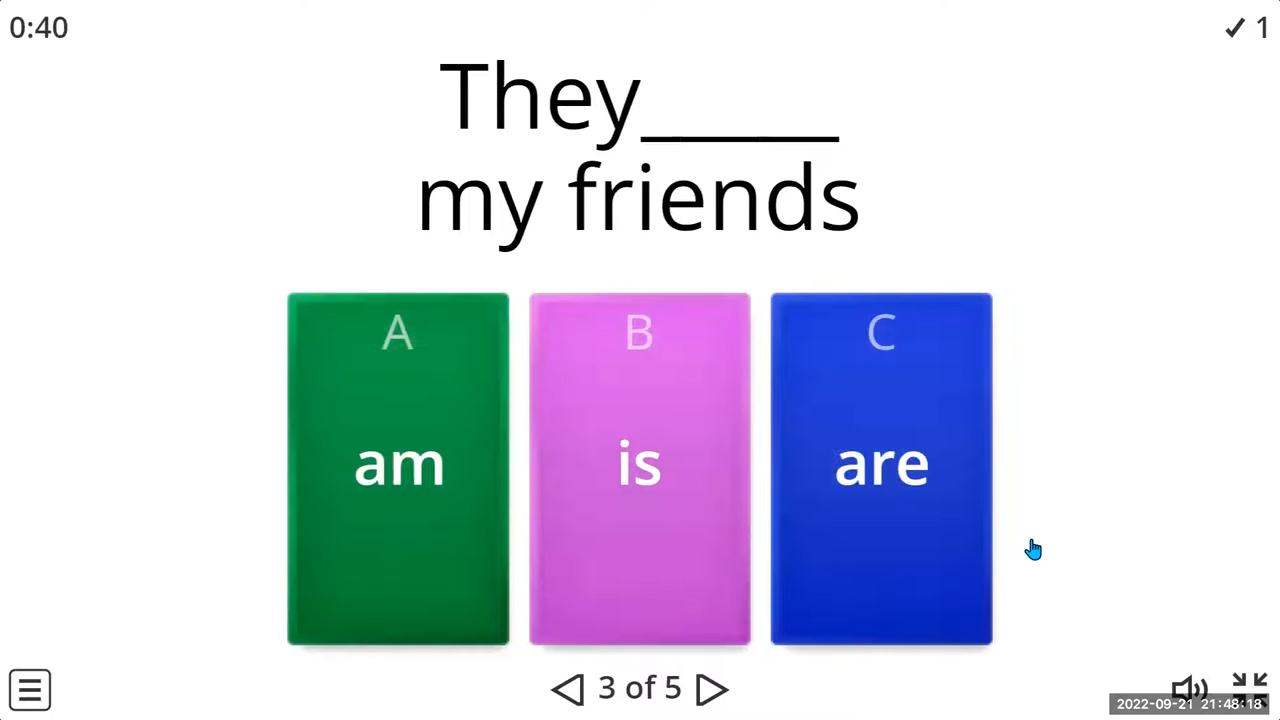 0:40
✓ 1
They_____
my friends
A
B
C
am
is
are
3 of 5
2022-09-21 21:48:18